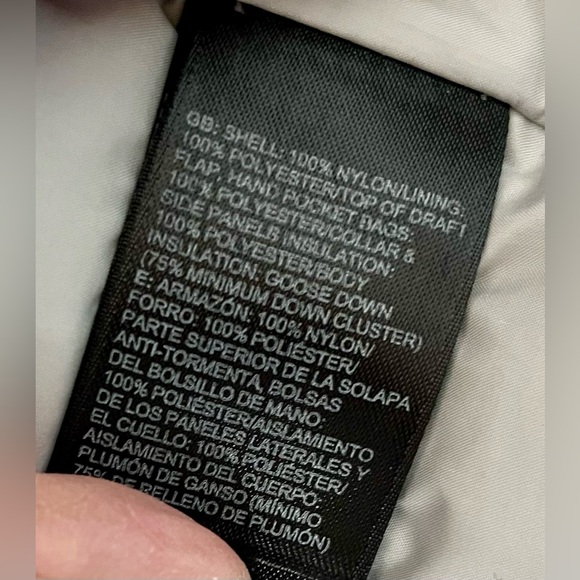 GB: SHELL: 100% NYLON/LINING:
100% POLYESTER/TOP OF DRAFT
FLAP, HAND POCKET BAGS:
100% POLYESTER/COLLAR &
SIDE PANELS INSULATION:
100% POLYESTER/BODY
INSULATION: GOOSE DOWN
(75% MINIMUM DOWN CLUSTER)
E: ARMAZÓN: 100% NYLON/
FORRO: 100% POLIÉSTER/
PARTE SUPERIOR DE LA SOLAPA
ANTI-TORMENTA, BOLSAS
DEL BOLSILLO DE MANO:
100% POLIÉSTER/AISLAMIENTO
DE LOS PANELES LATERALES Y
EL CUELLO: 100% POLIÉSTER/
AISLAMIENTO DEL CUERPO:
PLUMÓN DE GANSO (MÍNIMO
75% DE RELLENO DE PLUMÓN)